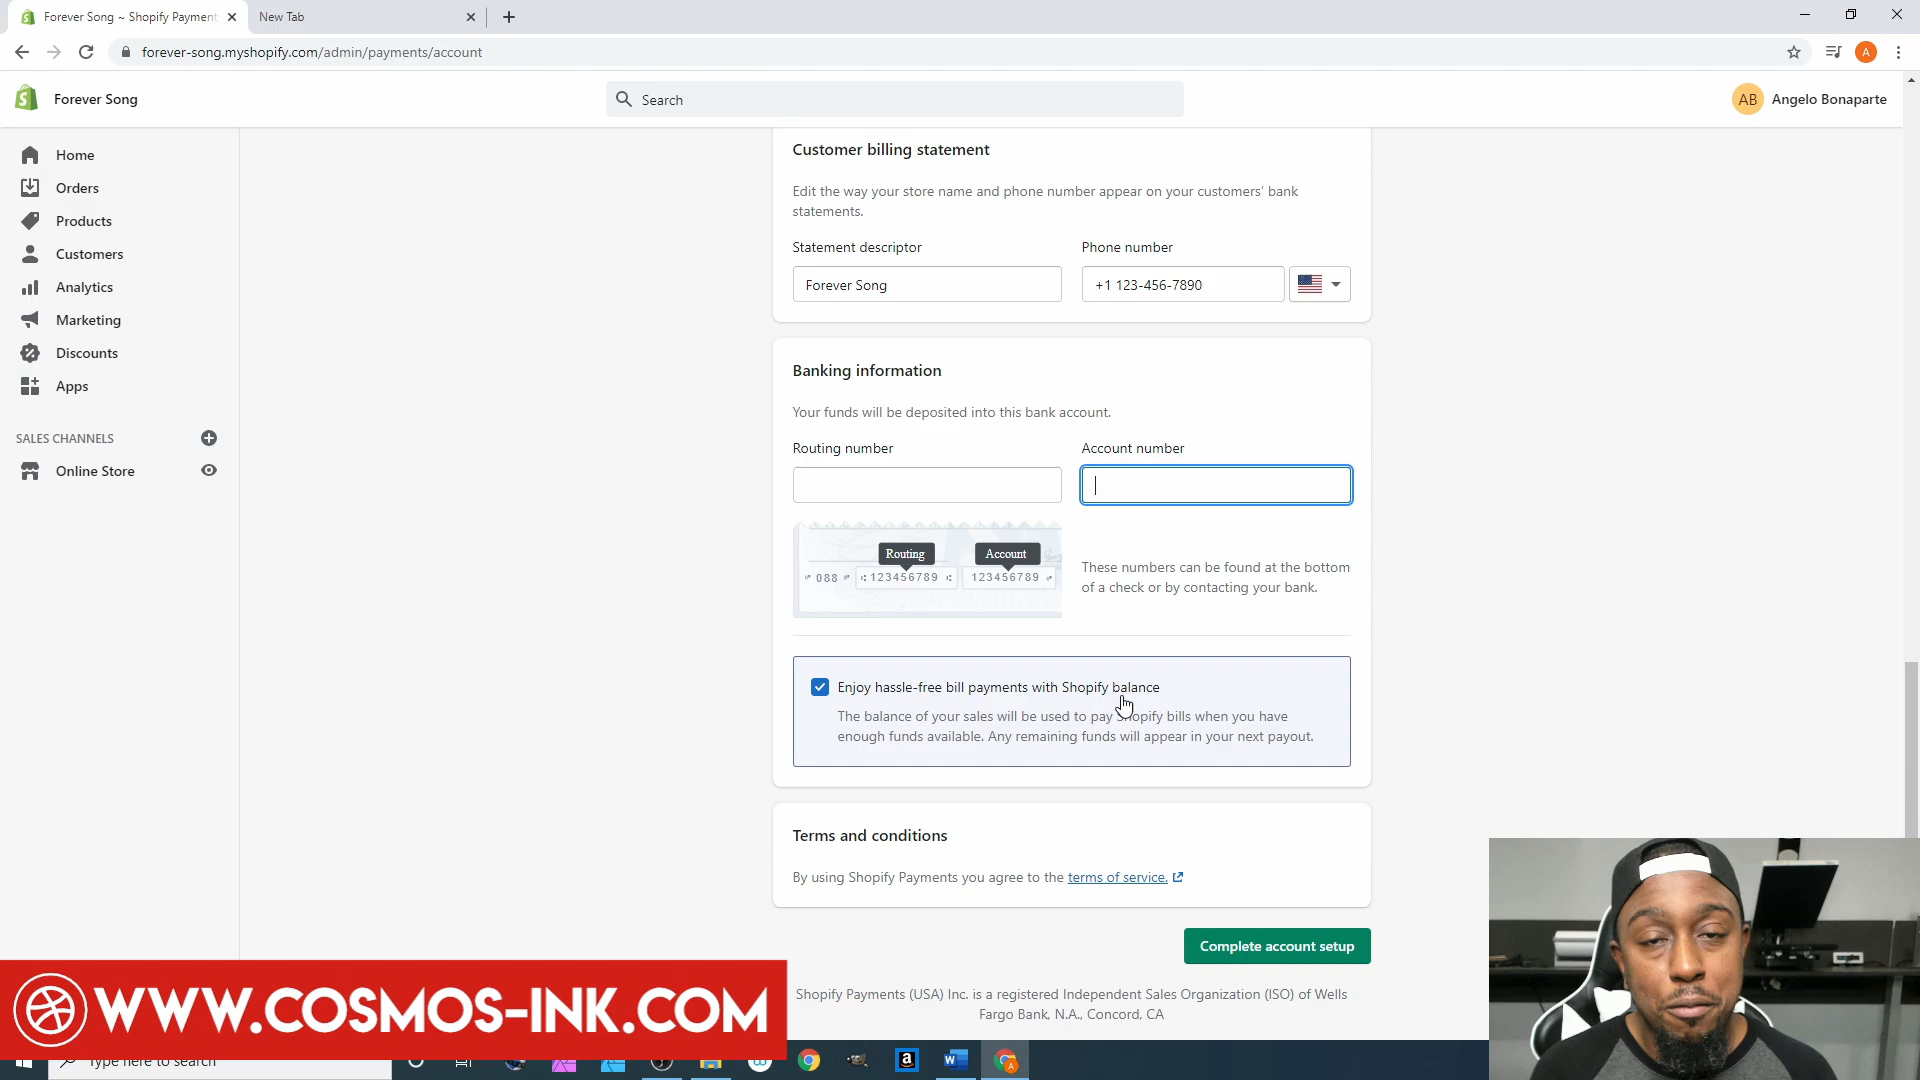 Forever Song ~ Shopify Payment
New Tab
forever-song.myshopify.com/admin/payments/account
A
Forever Song
Search
AB
Angelo Bonaparte
Home
Orders
Products
Customers
Analytics
Marketing
Discounts
Apps
SALES CHANNELS
Online Store
Customer billing statement
Edit the way your store name and phone number appear on your customers' bank
statements.
Statement descriptor
Phone number
Forever Song
+1 123-456-7890
Banking information
Your funds will be deposited into this bank account.
Routing number
Account number
Routing
Account
088
123456789
123456789
These numbers can be found at the bottom
of a check or by contacting your bank.
Enjoy hassle-free bill payments with Shopify balance
The balance of your sales will be used to pay Shopify bills when you have
enough funds available. Any remaining funds will appear in your next payout.
Terms and conditions
By using Shopify Payments you agree to the terms of service.
Complete account setup
Shopify Payments (USA) Inc. is a registered Independent Sales Organization (ISO) of Wells
Fargo Bank, N.A., Concord, CA
WWW.COSMOS-INK.COM
Type here to search